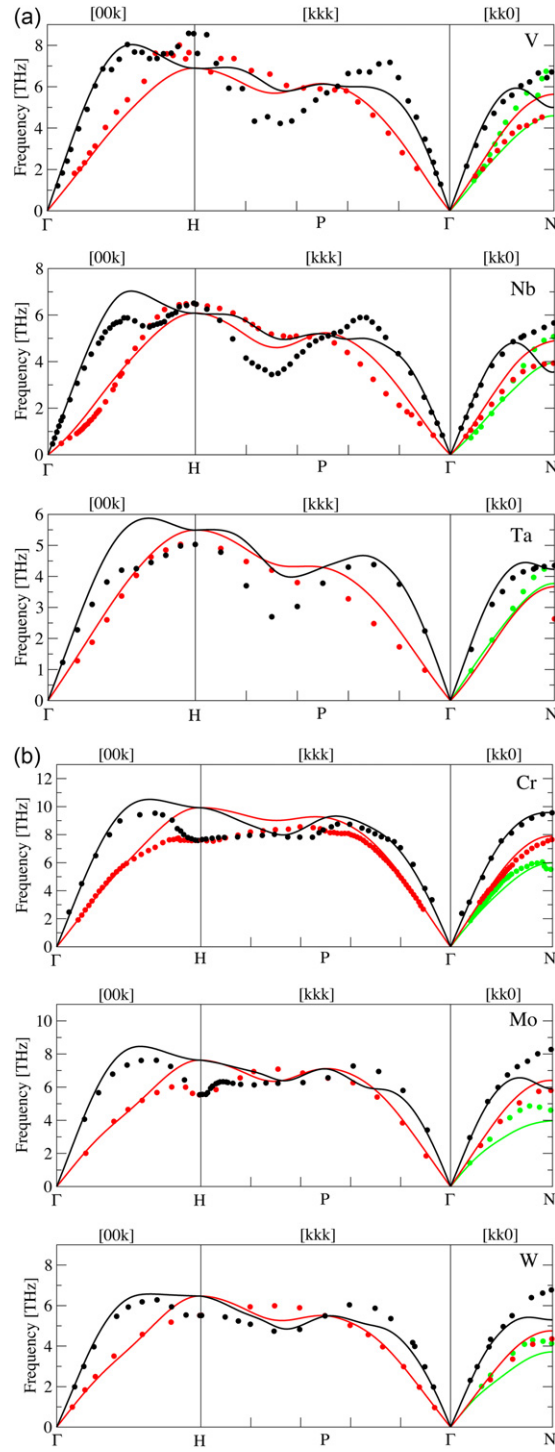 (a)
[00k] [kkk] [kk0]
V
Frequency [THz]
8
6
4
2
0
Γ H P Γ N
[00k] [kkk] [kk0]
Nb
Frequency [THz]
8
6
4
2
0
Γ H P Γ N
[00k] [kkk] [kk0]
Ta
Frequency [THz]
6
5
4
3
2
1
0
Γ H P Γ N
(b)
[00k] [kkk] [kk0]
Cr
Frequency [THz]
12
10
8
6
4
2
0
Γ H P Γ N
[00k] [kkk] [kk0]
Mo
Frequency [THz]
10
8
6
4
2
0
Γ H P Γ N
[00k] [kkk] [kk0]
W
Frequency [THz]
8
6
4
2
0
Γ H P Γ N